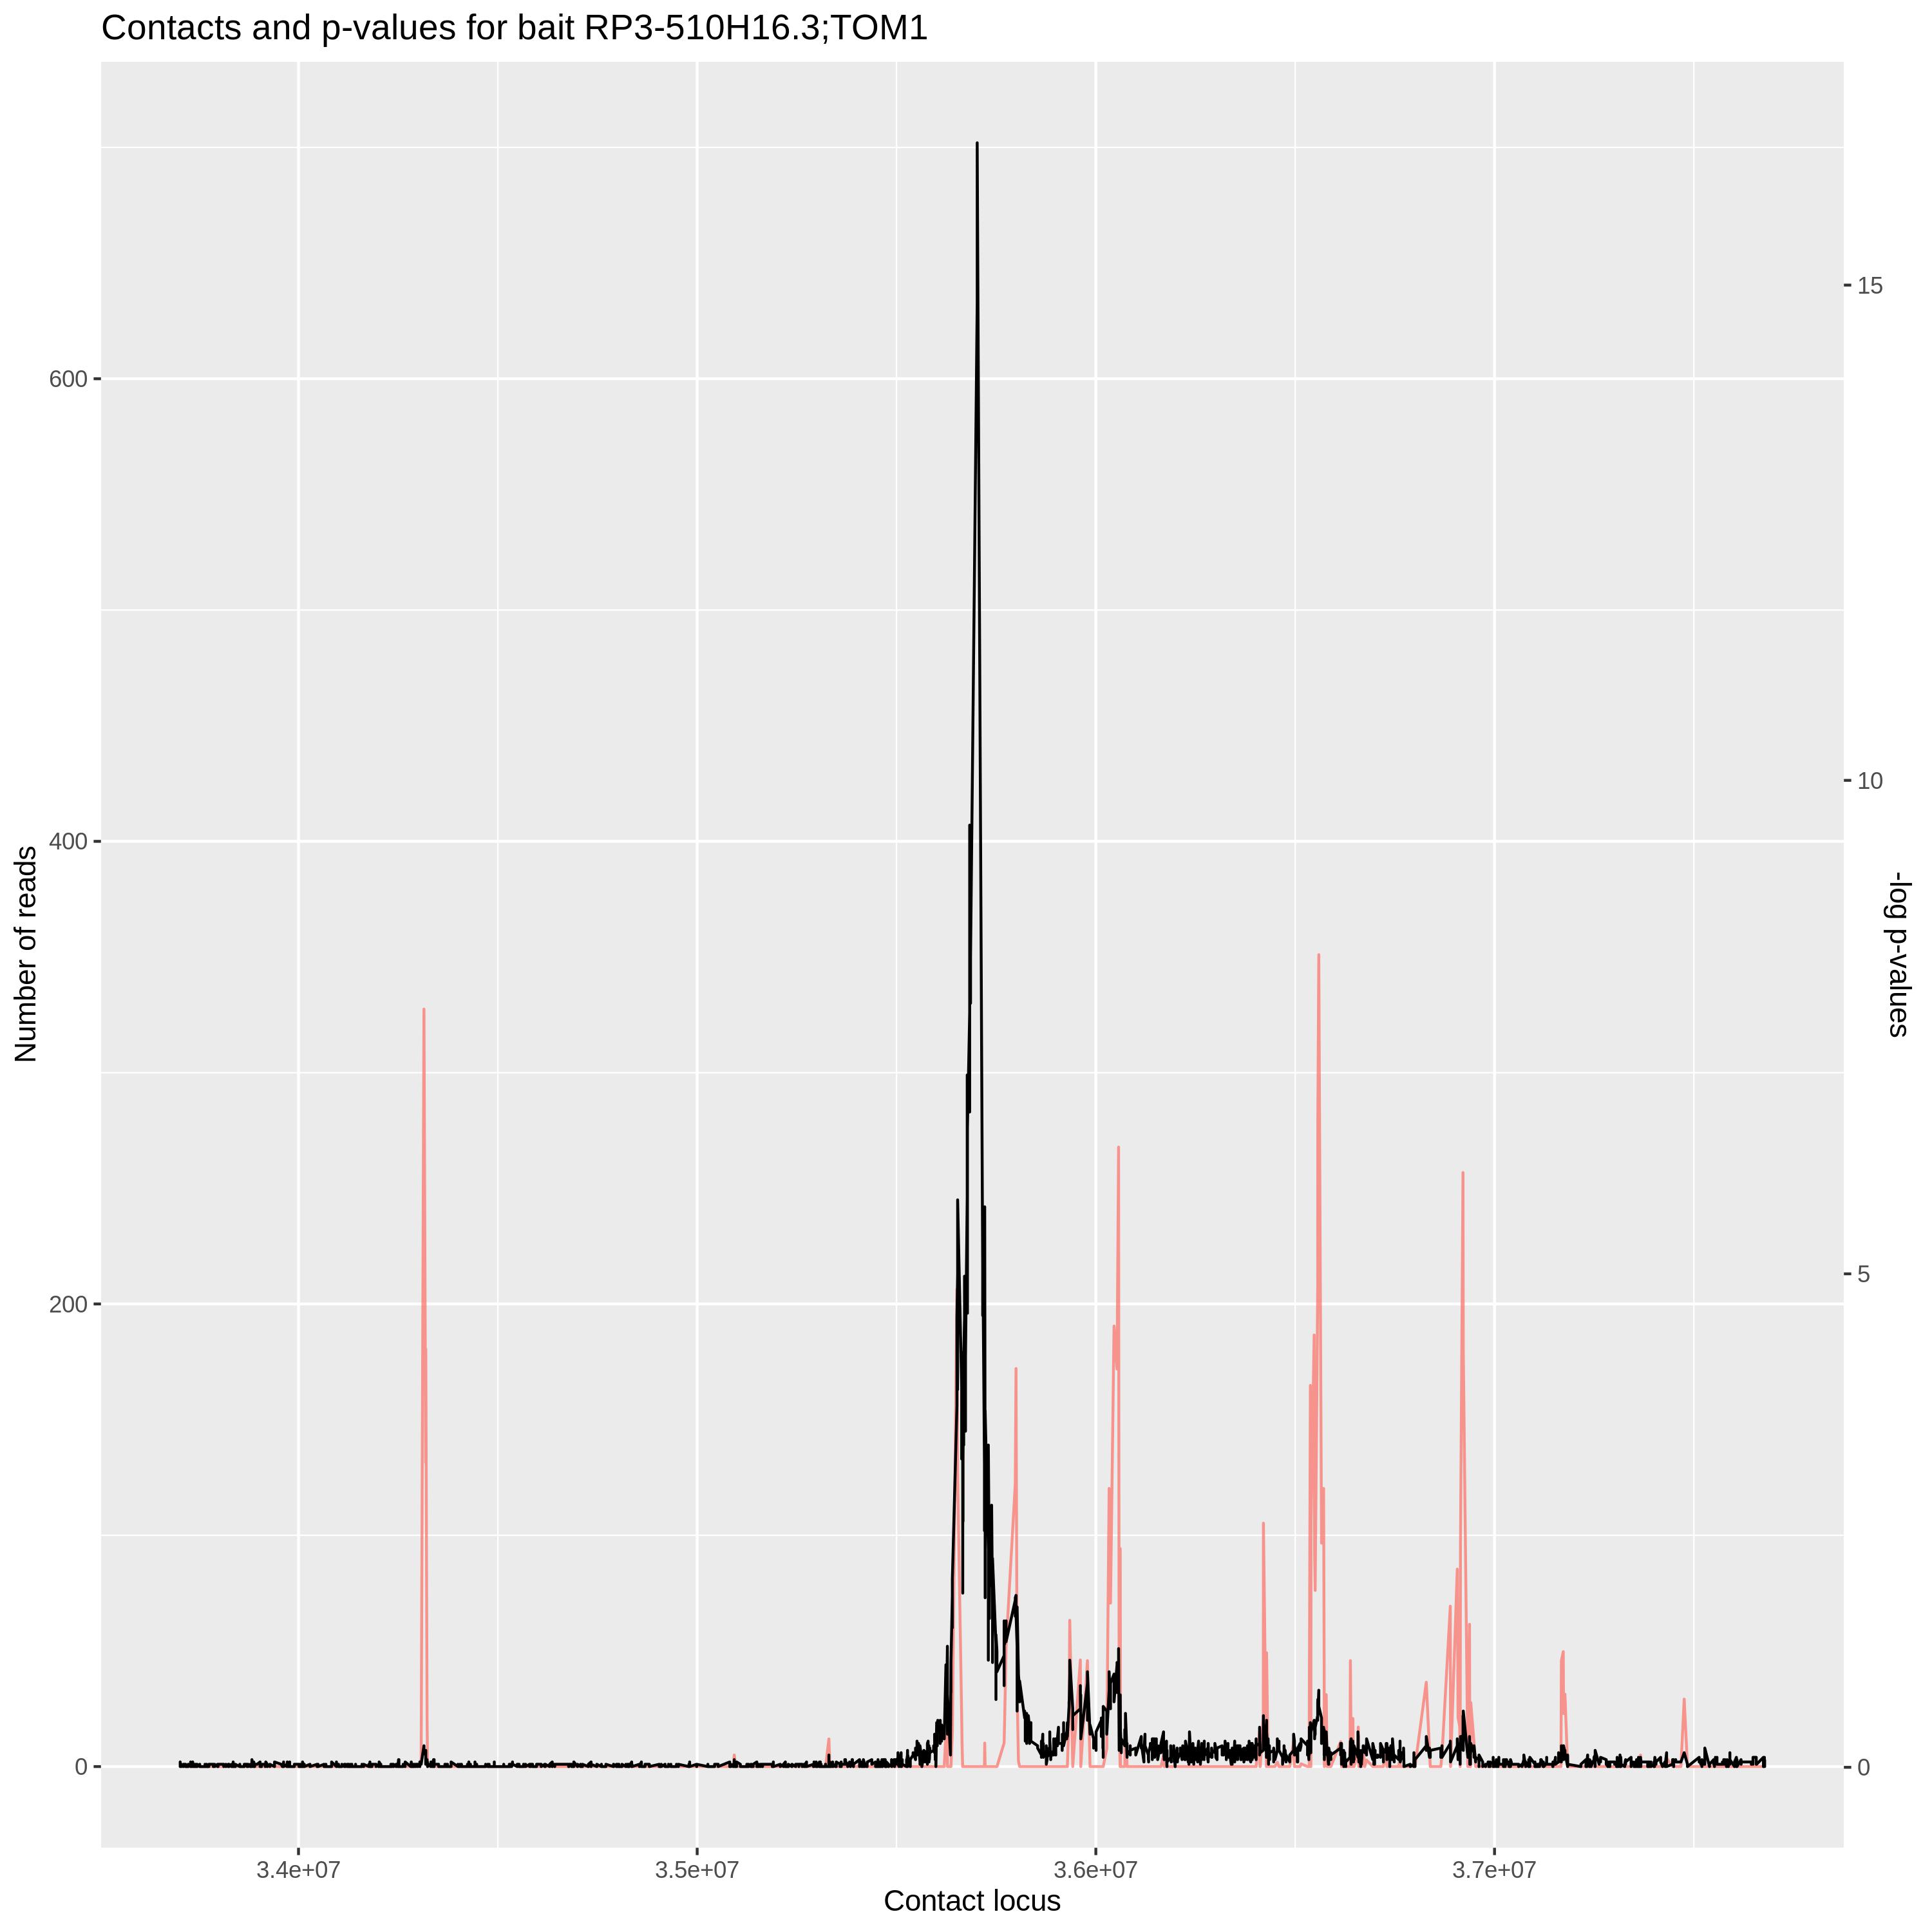 Contacts and p-values for bait RP3-510H16.3;TOM1
Number of reads
600
400
200
0
15
10
5
0
-log p-values
3.4e+07 3.5e+07 3.6e+07 3.7e+07
Contact locus